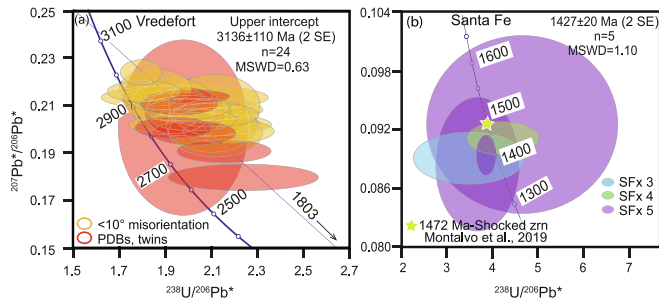 (a) Vredefort
Upper intercept
3136±110 Ma (2 SE)
n=24
MSWD=0.63
0.25
0.23
0.21
0.19
0.17
0.15
²⁰⁷Pb*/²⁰⁶Pb*
3100
2900
2700
2500
1803
<10° misorientation
PDBs, twins
1.5
1.7
1.9
2.1
2.3
2.5
2.7
²³⁸U/²⁰⁶Pb*
(b) Santa Fe
1427±20 Ma (2 SE)
n=5
MSWD=1.10
0.104
0.098
0.092
0.086
0.080
1600
1500
1400
1300
SFx 3
SFx 4
SFx 5
1472 Ma-Shocked zrn
Montalvo et al., 2019
2
4
6
8
²³⁸U/²⁰⁶Pb*